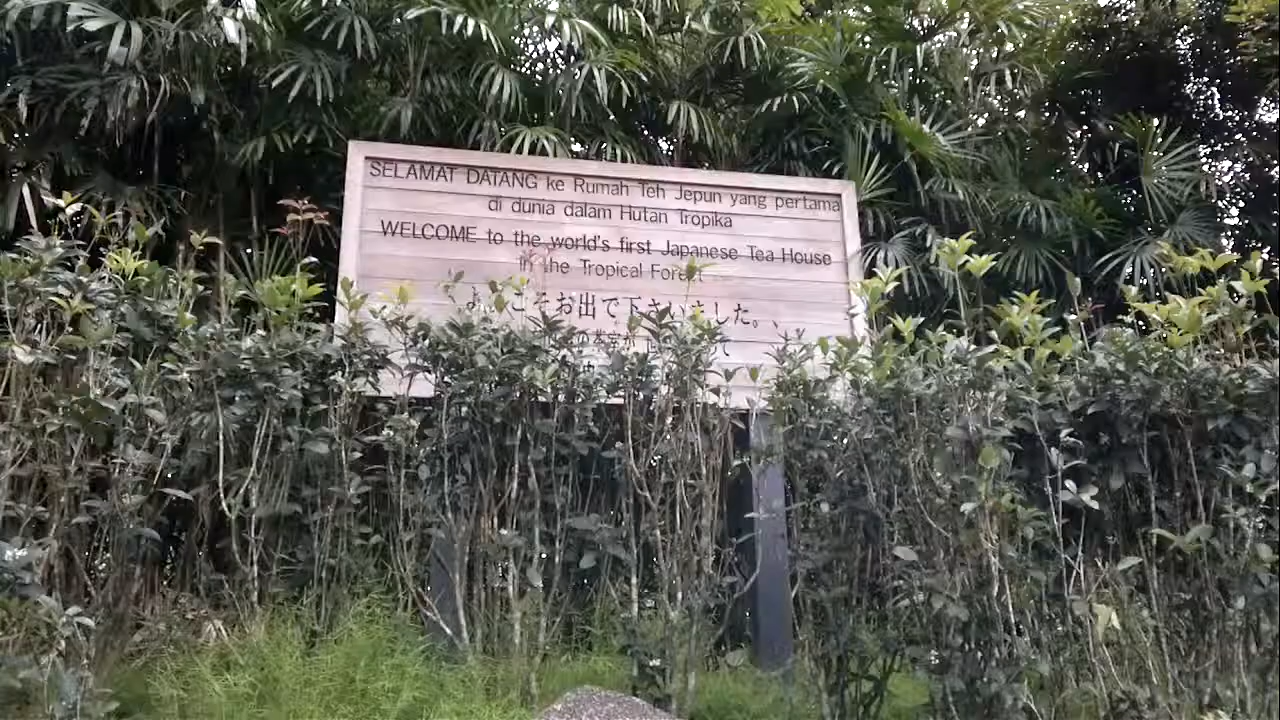 SELAMAT DATANG ke Rumah Teh Jepun yang pertama
di dunia dalam Hutan Tropika
WELCOME to the world's first Japanese Tea House
in the Tropical Forest
ようこそお出で下さいました。